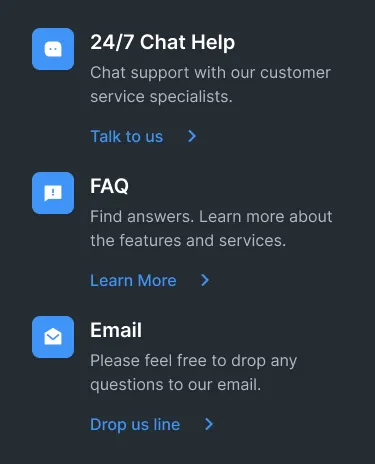 24/7 Chat Help
Chat support with our customer
service specialists.
Talk to us
FAQ
Find answers. Learn more about
the features and services.
Learn More
Email
Please feel free to drop any
questions to our email.
Drop us line